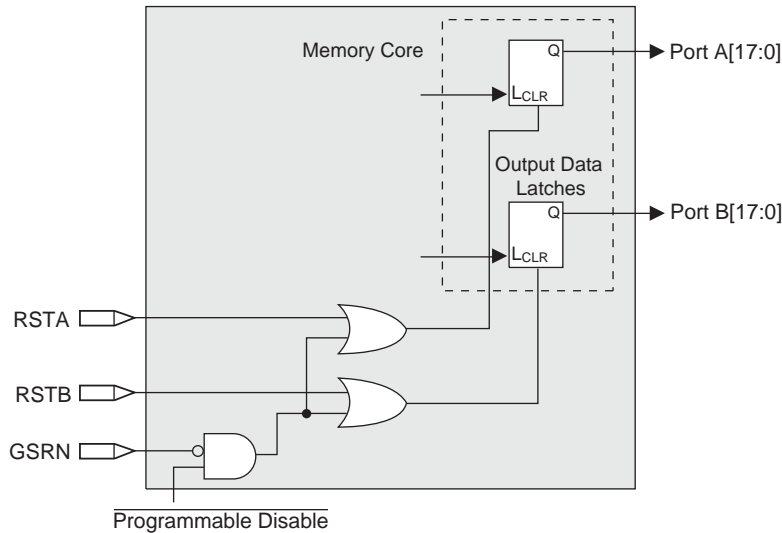 Memory Core
Q
Port A[17:0]
LCLR
Output Data
Latches
Q
Port B[17:0]
LCLR
RSTA
RSTB
GSRN
Programmable Disable